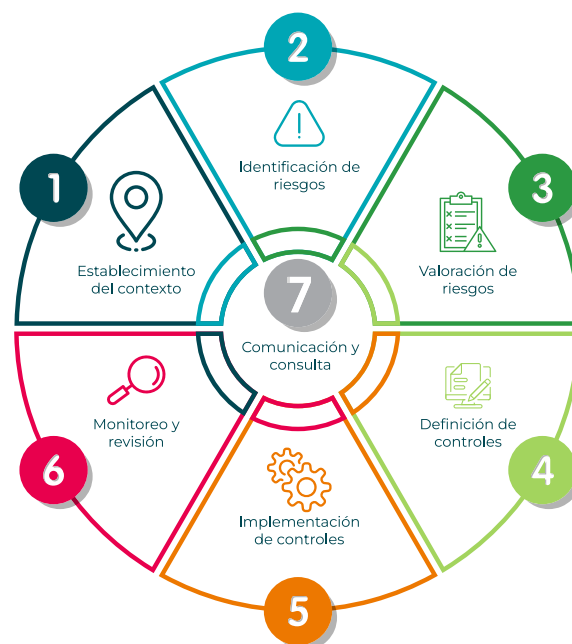 1
Establecimiento
del contexto
2
Identificación de
riesgos
3
Valoración de
riesgos
4
Definición de
controles
5
Implementación
de controles
6
Monitoreo y
revisión
7
Comunicación y
consulta